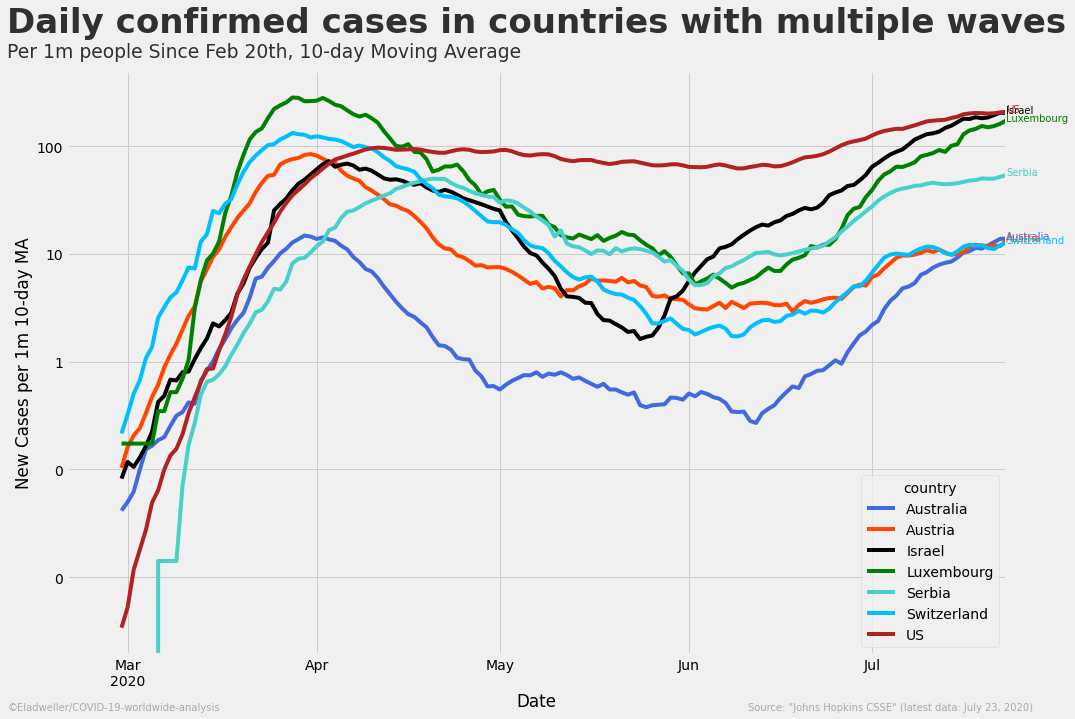 Daily confirmed cases in countries with multiple waves
Per 1m people Since Feb 20th, 10-day Moving Average
New Cases per 1m 10-day MA
100
10
1
0
0
US
Israel
Luxembourg
Serbia
Australia
Austria
Switzerland
country
Australia
Austria
Israel
Luxembourg
Serbia
Switzerland
US
Mar
2020
Apr
May
Jun
Jul
Date
©Eladweller/COVID-19-worldwide-analysis
Source: "Johns Hopkins CSSE" (latest data: July 23, 2020)